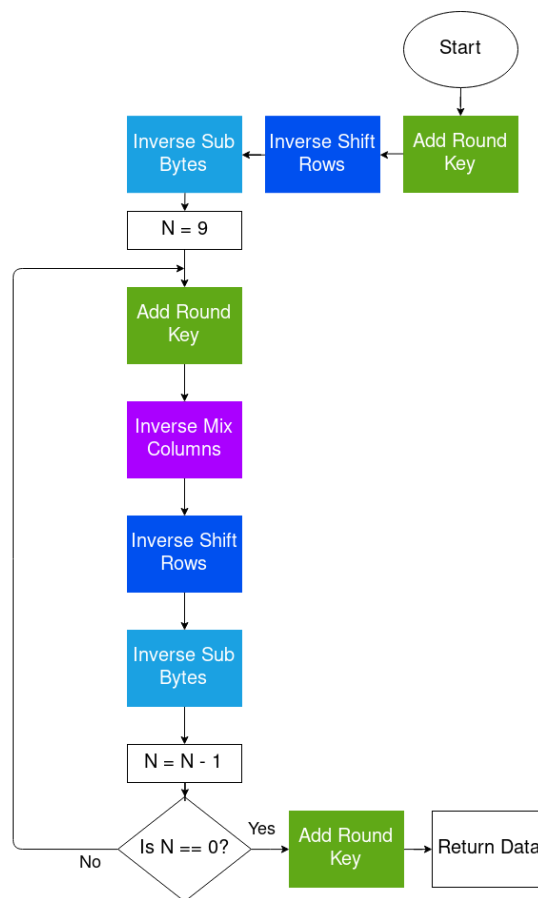 Start
Add Round
Key
Inverse Shift
Rows
Inverse Sub
Bytes
N = 9
Add Round
Key
Inverse Mix
Columns
Inverse Shift
Rows
Inverse Sub
Bytes
N = N - 1
Is N == 0?
No
Yes
Add Round
Key
Return Data